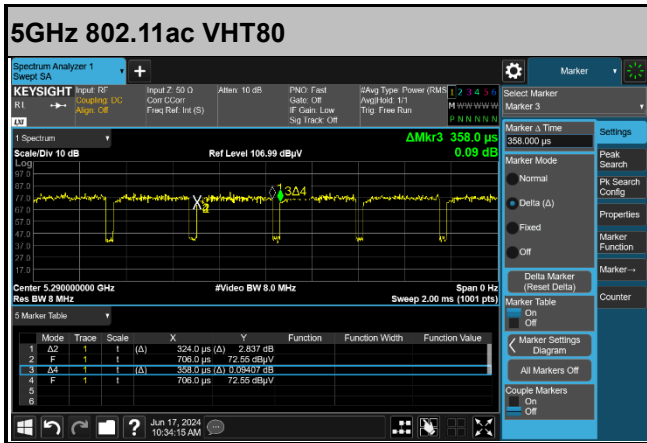 5GHz 802.11ac VHT80
Spectrum Analyzer 1
Swept SA
Marker
KEYSIGHT
RL
LXI
Input: RF
Coupling: DC
Align: Off
Input Z: 50 Ω
Corr CCorr
Freq Ref: Int (S)
Atten: 10 dB
PNO: Fast
Gate: Off
IF Gain: Low
Sig Track: Off
#Avg Type: Power (RMS
Avg|Hold: 1/1
Trig: Free Run
1 2 3 4 5 6
M W W W W W
P N N N N N
Select Marker
Marker 3
1 Spectrum
ΔMkr3 358.0 µs
0.09 dB
Scale/Div 10 dB
Ref Level 106.99 dBµV
Log
97.0
87.0
77.0
67.0
57.0
47.0
37.0
27.0
17.0
3Δ4
Center 5.290000000 GHz
#Video BW 8.0 MHz
Span 0 Hz
Res BW 8 MHz
Sweep 2.00 ms (1001 pts)
5 Marker Table
Mode Trace Scale X Y Function Function Width Function Value
1 Δ2 1 t (Δ) 324.0 µs (Δ) 2.837 dB
2 F 1 t 706.0 µs 72.55 dBµV
3 Δ4 1 t (Δ) 358.0 µs (Δ) 0.09407 dB
4 F 1 t 706.0 µs 72.55 dBµV
5
6
Marker Δ Time
358.000 µs
Marker Mode
Normal
Delta (Δ)
Fixed
Off
Delta Marker
(Reset Delta)
Marker Table
On
Off
Marker Settings
Diagram
All Markers Off
Couple Markers
On
Off
Settings
Peak
Search
Pk Search
Config
Properties
Marker
Function
Marker→
Counter
Jun 17, 2024
10:34:15 AM